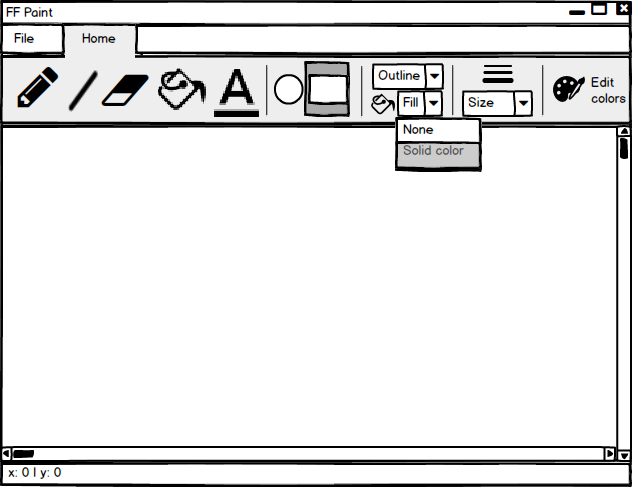 FF Paint
File
Home
A
Outline
Fill
Size
Edit
colors
None
Solid color
x: 0 | y: 0